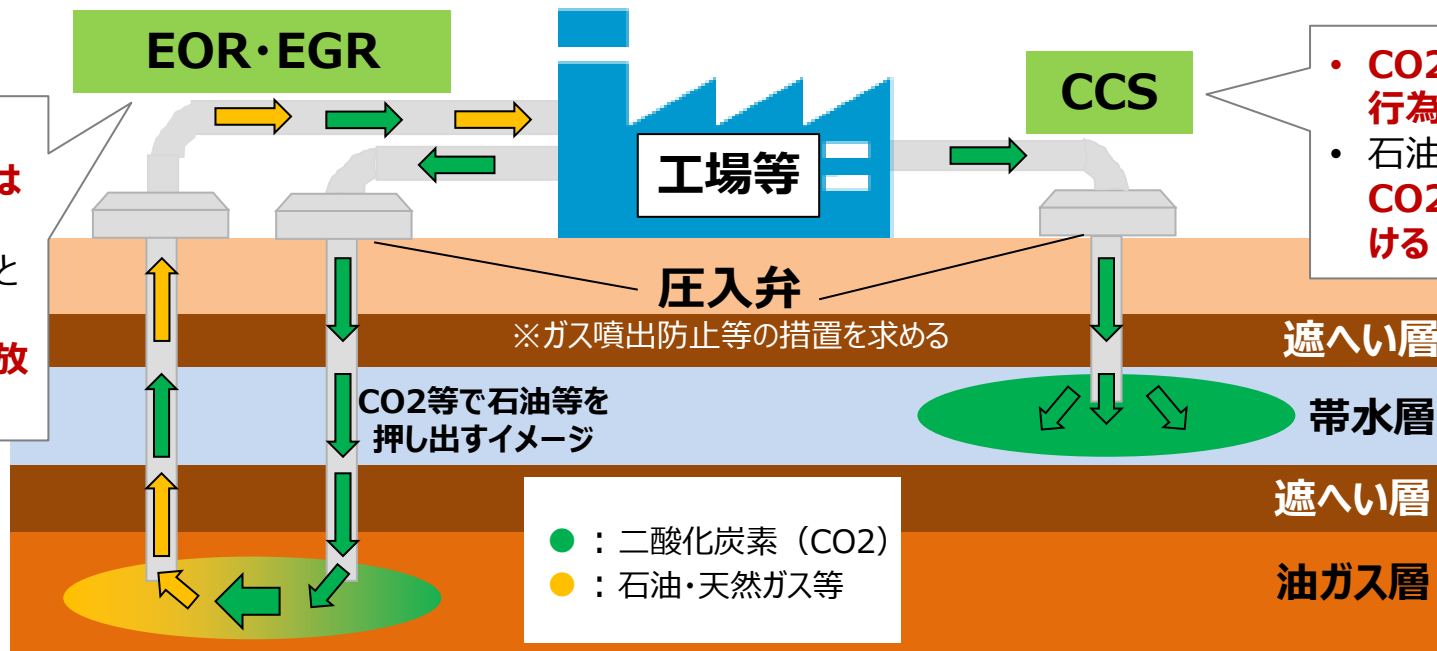 EOR・EGR
は
と
放
工場等
CCS
• CO2
行為
• 石油
CO2
ける
圧入弁
※ガス噴出防止等の措置を求める
遮へい層
CO2等で石油等を
押し出すイメージ
帯水層
遮へい層
●：二酸化炭素（CO2）
●：石油・天然ガス等
油ガス層